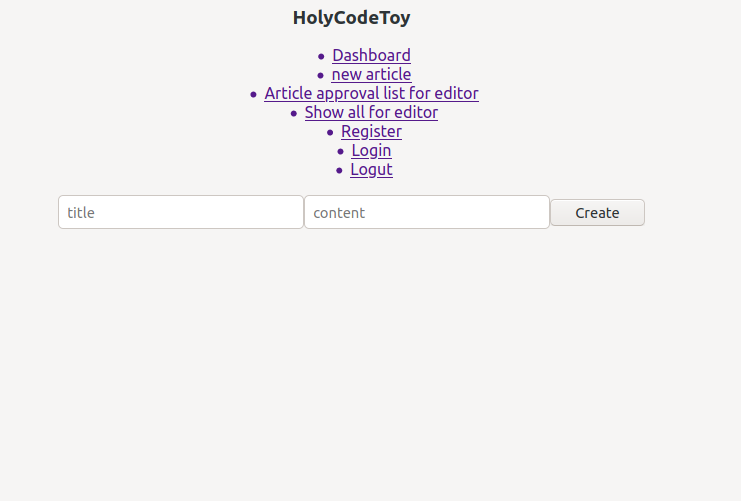 HolyCodeToy
Dashboard
new article
Article approval list for editor
Show all for editor
Register
Login
Logut
title content Create